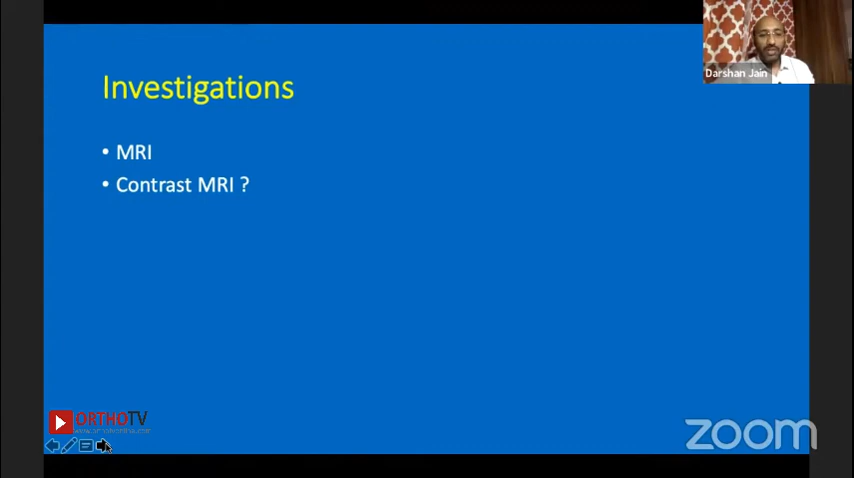 Investigations
• MRI
• Contrast MRI ?
Darshan Jain
ORTHOTV
zoom